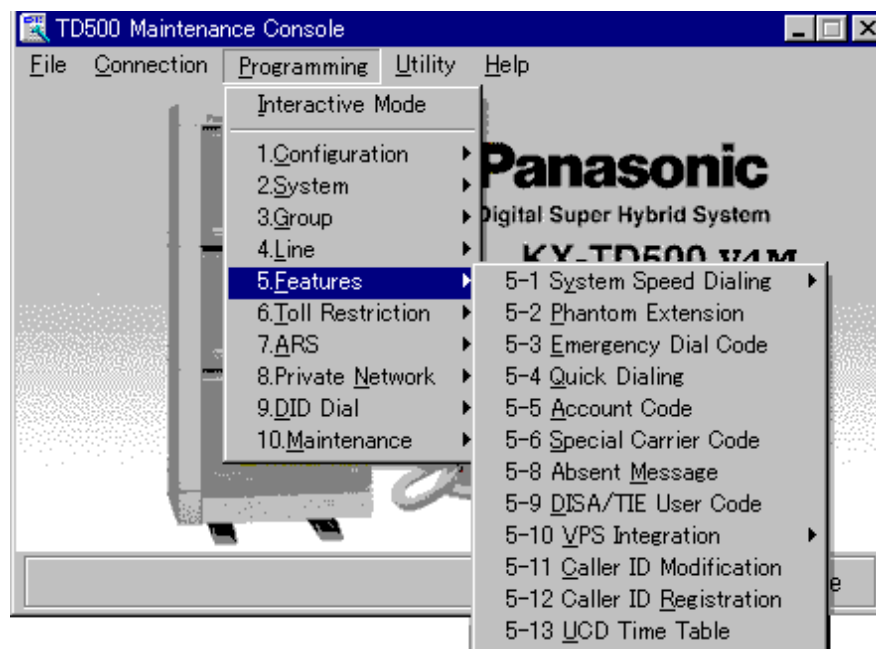 TD500 Maintenance Console
File Connection Programming Utility Help
Interactive Mode
1.Configuration
2.System
3.Group
4.Line
5.Features
6.Toll Restriction
7.ARS
8.Private Network
9.DID Dial
10.Maintenance
Panasonic
Digital Super Hybrid System
KX-TD500 V4M
5-1 System Speed Dialing
5-2 Phantom Extension
5-3 Emergency Dial Code
5-4 Quick Dialing
5-5 Account Code
5-6 Special Carrier Code
5-8 Absent Message
5-9 DISA/TIE User Code
5-10 VPS Integration
5-11 Caller ID Modification
5-12 Caller ID Registration
5-13 UCD Time Table